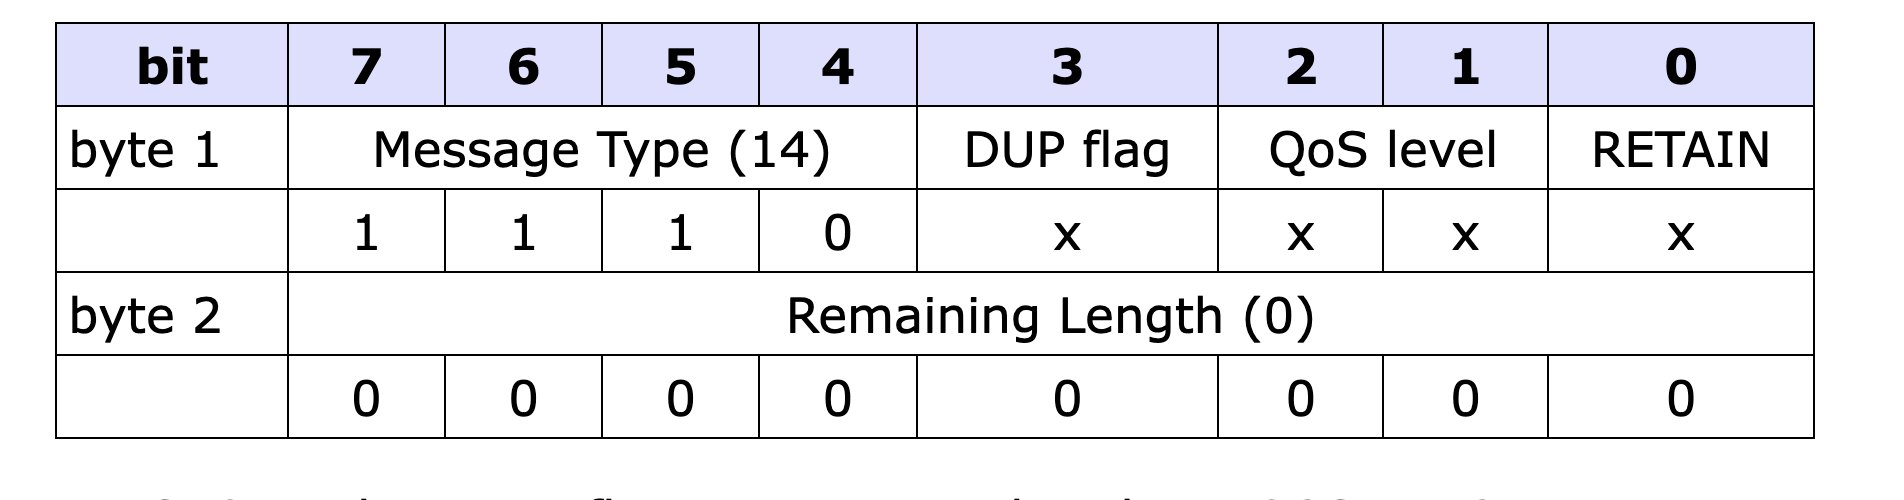 bit 7 6 5 4 3 2 1 0
byte 1 Message Type (14) DUP flag QoS level RETAIN
1 1 1 0 x x x x
byte 2 Remaining Length (0)
0 0 0 0 0 0 0 0